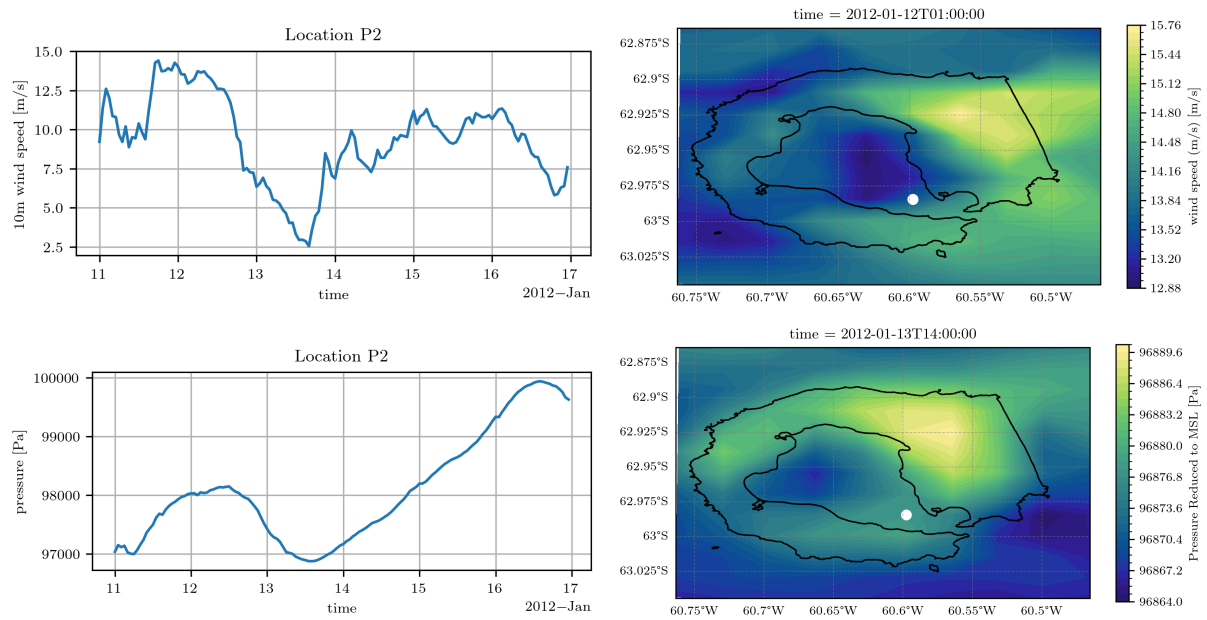 Location P2
15.0
12.5
10.0
7.5
5.0
2.5
10m wind speed [m/s]
11 12 13 14 15 16 17
time
2012−Jan
time = 2012-01-12T01:00:00
62.875°S
62.9°S
62.925°S
62.95°S
62.975°S
63°S
63.025°S
60.75°W 60.7°W 60.65°W 60.6°W 60.55°W 60.5°W
15.76
15.44
15.12
14.80
14.48
14.16
13.84
13.52
13.20
12.88
wind speed (m/s) [m/s]
Location P2
100000
99000
98000
97000
pressure [Pa]
11 12 13 14 15 16 17
time
2012−Jan
time = 2012-01-13T14:00:00
62.875°S
62.9°S
62.925°S
62.95°S
62.975°S
63°S
63.025°S
60.75°W 60.7°W 60.65°W 60.6°W 60.55°W 60.5°W
96889.6
96886.4
96883.2
96880.0
96876.8
96873.6
96870.4
96867.2
96864.0
Pressure Reduced to MSL [Pa]